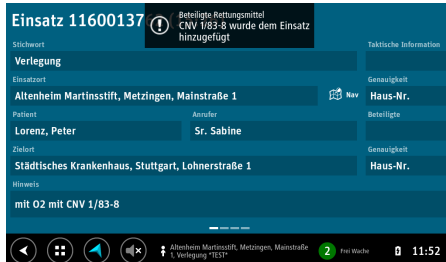 Einsatz 11600137
Beteiligte Rettungsmittel
CNV 1/83-8 wurde dem Einsatz
hinzugefügt
Stichwort
Taktische Information
Verlegung
Einsatzort
Genauigkeit
Altenheim Martinsstift, Metzingen, Mainstraße 1
Nav
Haus-Nr.
Patient
Anrufer
Beteiligte
Lorenz, Peter
Sr. Sabine
Zielort
Genauigkeit
Städtisches Krankenhaus, Stuttgart, Lohnerstraße 1
Haus-Nr.
Hinweis
mit O2 mit CNV 1/83-8
Altenheim Martinsstift, Metzingen, Mainstraße
1, Verlegung *TEST*
2
Frei Wache
11:52